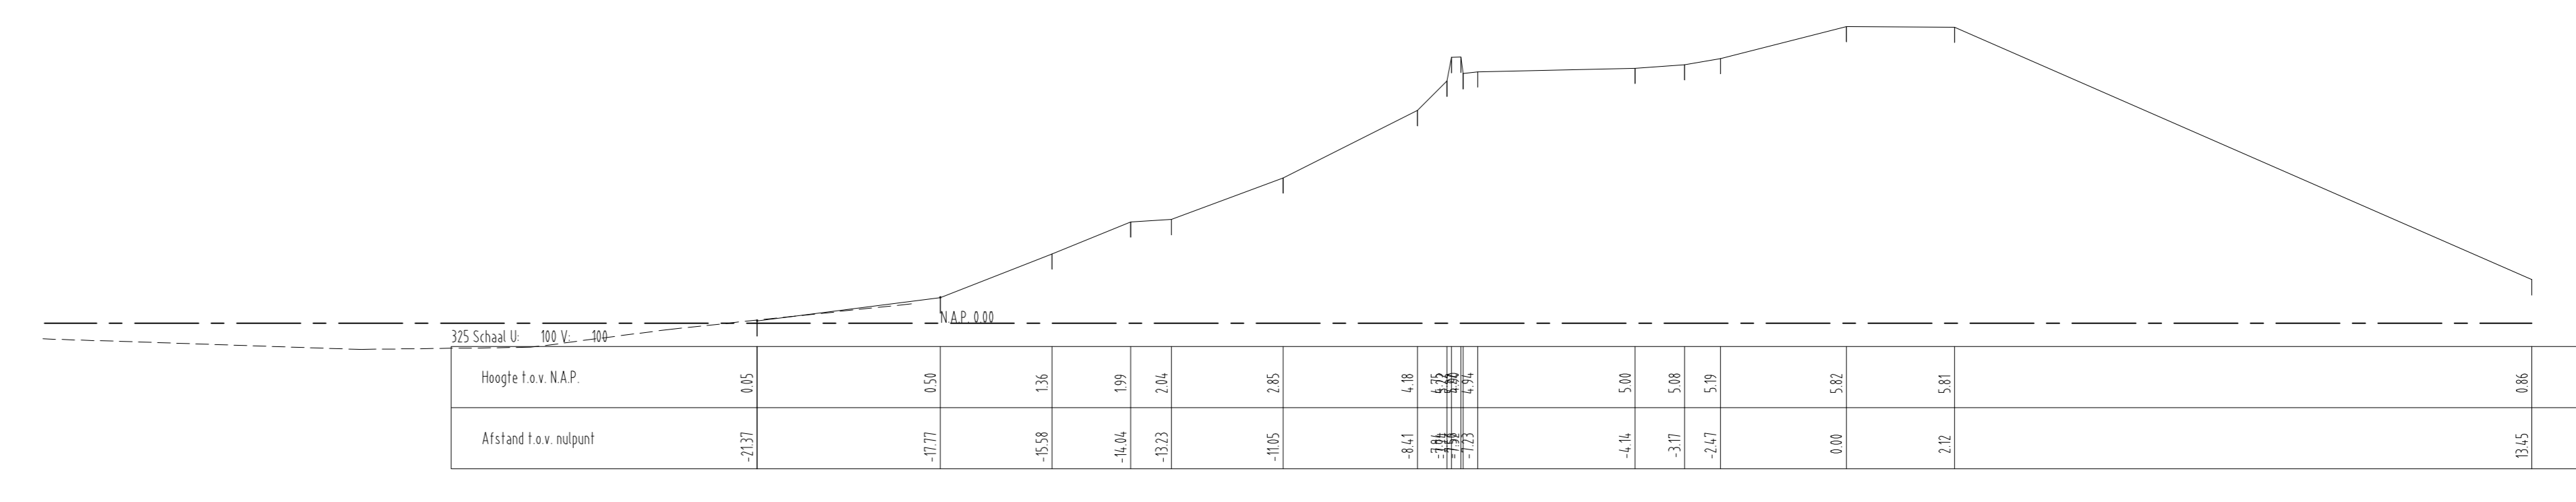 N.A.P. 0.00
325 Schaal U: 100 V: 100
Hoogte t.o.v. N.A.P. 0.05 0.50 1.36 1.99 2.04 2.85 4.18 4.75 4.90 4.94 5.00 5.08 5.19 5.82 5.81 0.86
Afstand t.o.v. nulpunt -21.37 -17.77 -15.58 -14.04 -13.23 -11.05 -8.41 -7.84 -7.23 -4.14 -3.17 -2.47 0.00 2.12 13.45